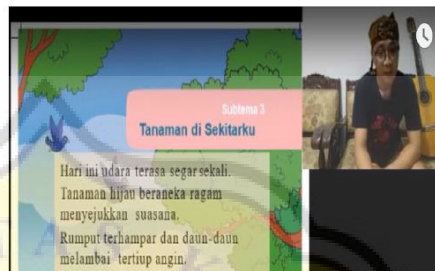 Subtema 3
Tanaman di Sekitarku
Hari ini udara terasa segar sekali.
Tanaman hijau beraneka ragam
menyejukkan suasana.
Rumput terhampar dan daun-daun
melambai tertiup angin.